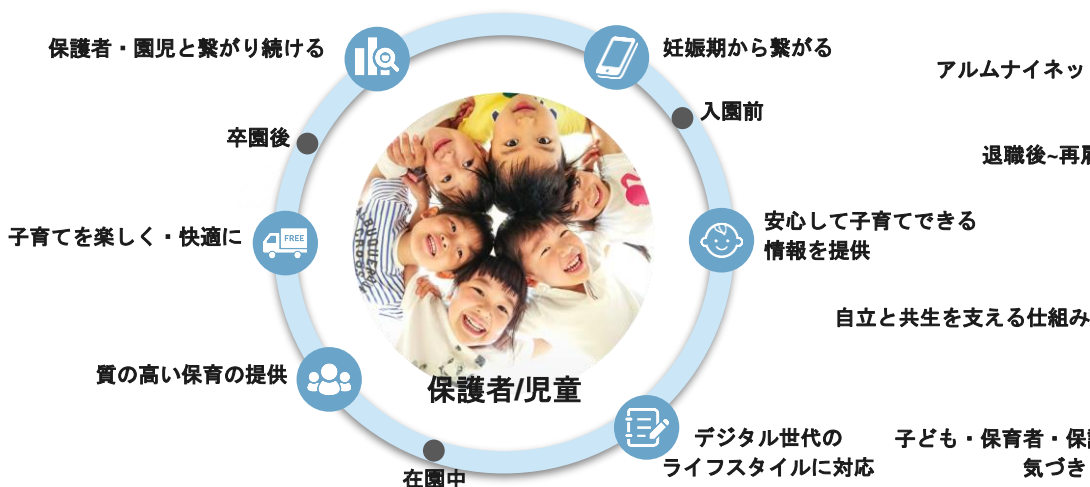 保護者・園児と繋がり続ける
妊娠期から繋がる
入園前
卒園後
子育てを楽しく・快適に
FREE
安心して子育てできる
情報を提供
質の高い保育の提供
保護者/児童
デジタル世代の
ライフスタイルに対応
在園中
アルムナイネッ
退職後~再雇
自立と共生を支える仕組み
子ども・保育者・保護
気づき